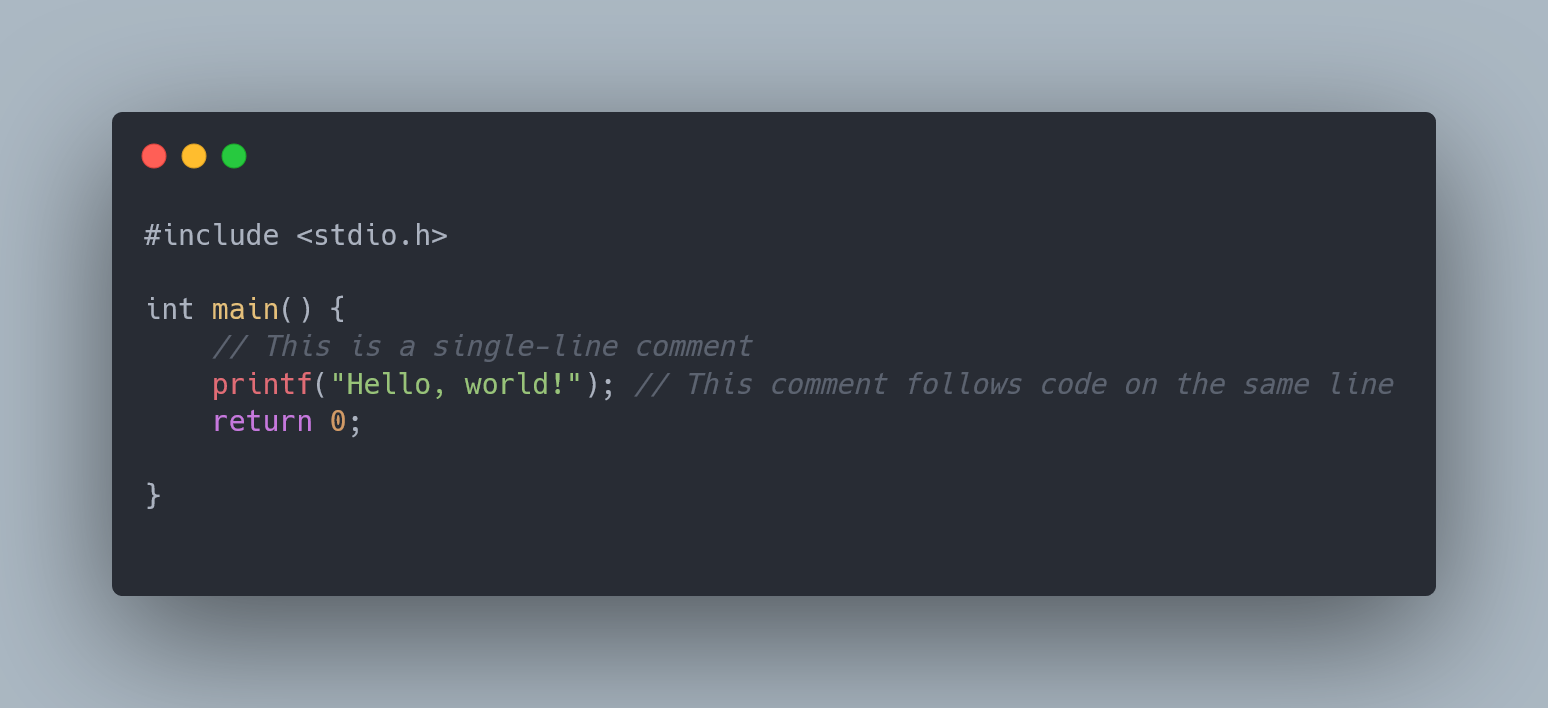 #include <stdio.h>
int main() {
// This is a single-line comment
printf("Hello, world!"); // This comment follows code on the same line
return 0;
}